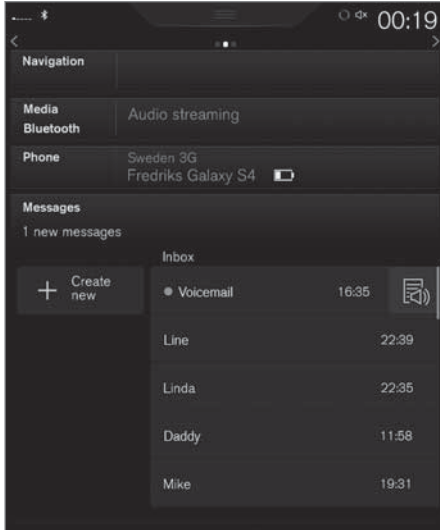 00:19
Navigation
Media
Bluetooth
Audio streaming
Phone
Sweden 3G
Fredriks Galaxy S4
Messages
1 new messages
Inbox
Create
new
Voicemail 16:35
Line 22:39
Linda 22:35
Daddy 11:58
Mike 19:31